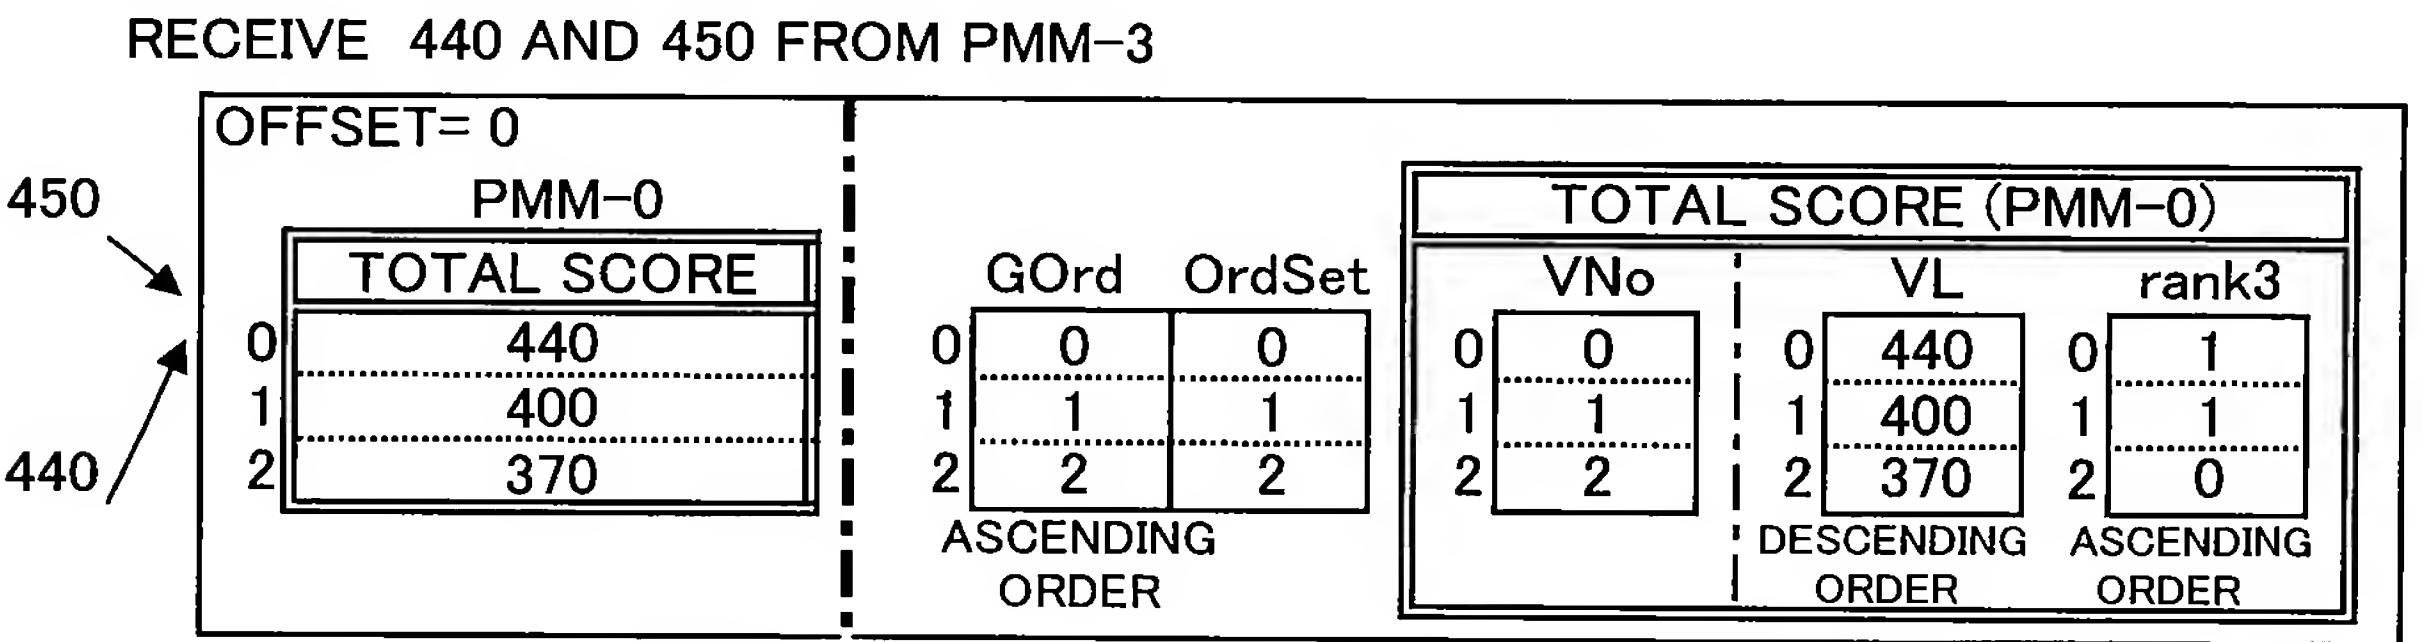 RECEIVE 440 AND 450 FROM PMM-3
OFFSET= 0
450
440
PMM-0
TOTAL SCORE
0 440
1 400
2 370
GOrd OrdSet
0 0 0
1 1 1
2 2 2
ASCENDING
ORDER
TOTAL SCORE (PMM-0)
VNo VL rank3
0 0 0 440 0 1
1 1 1 400 1 1
2 2 2 370 2 0
DESCENDING ASCENDING
ORDER ORDER